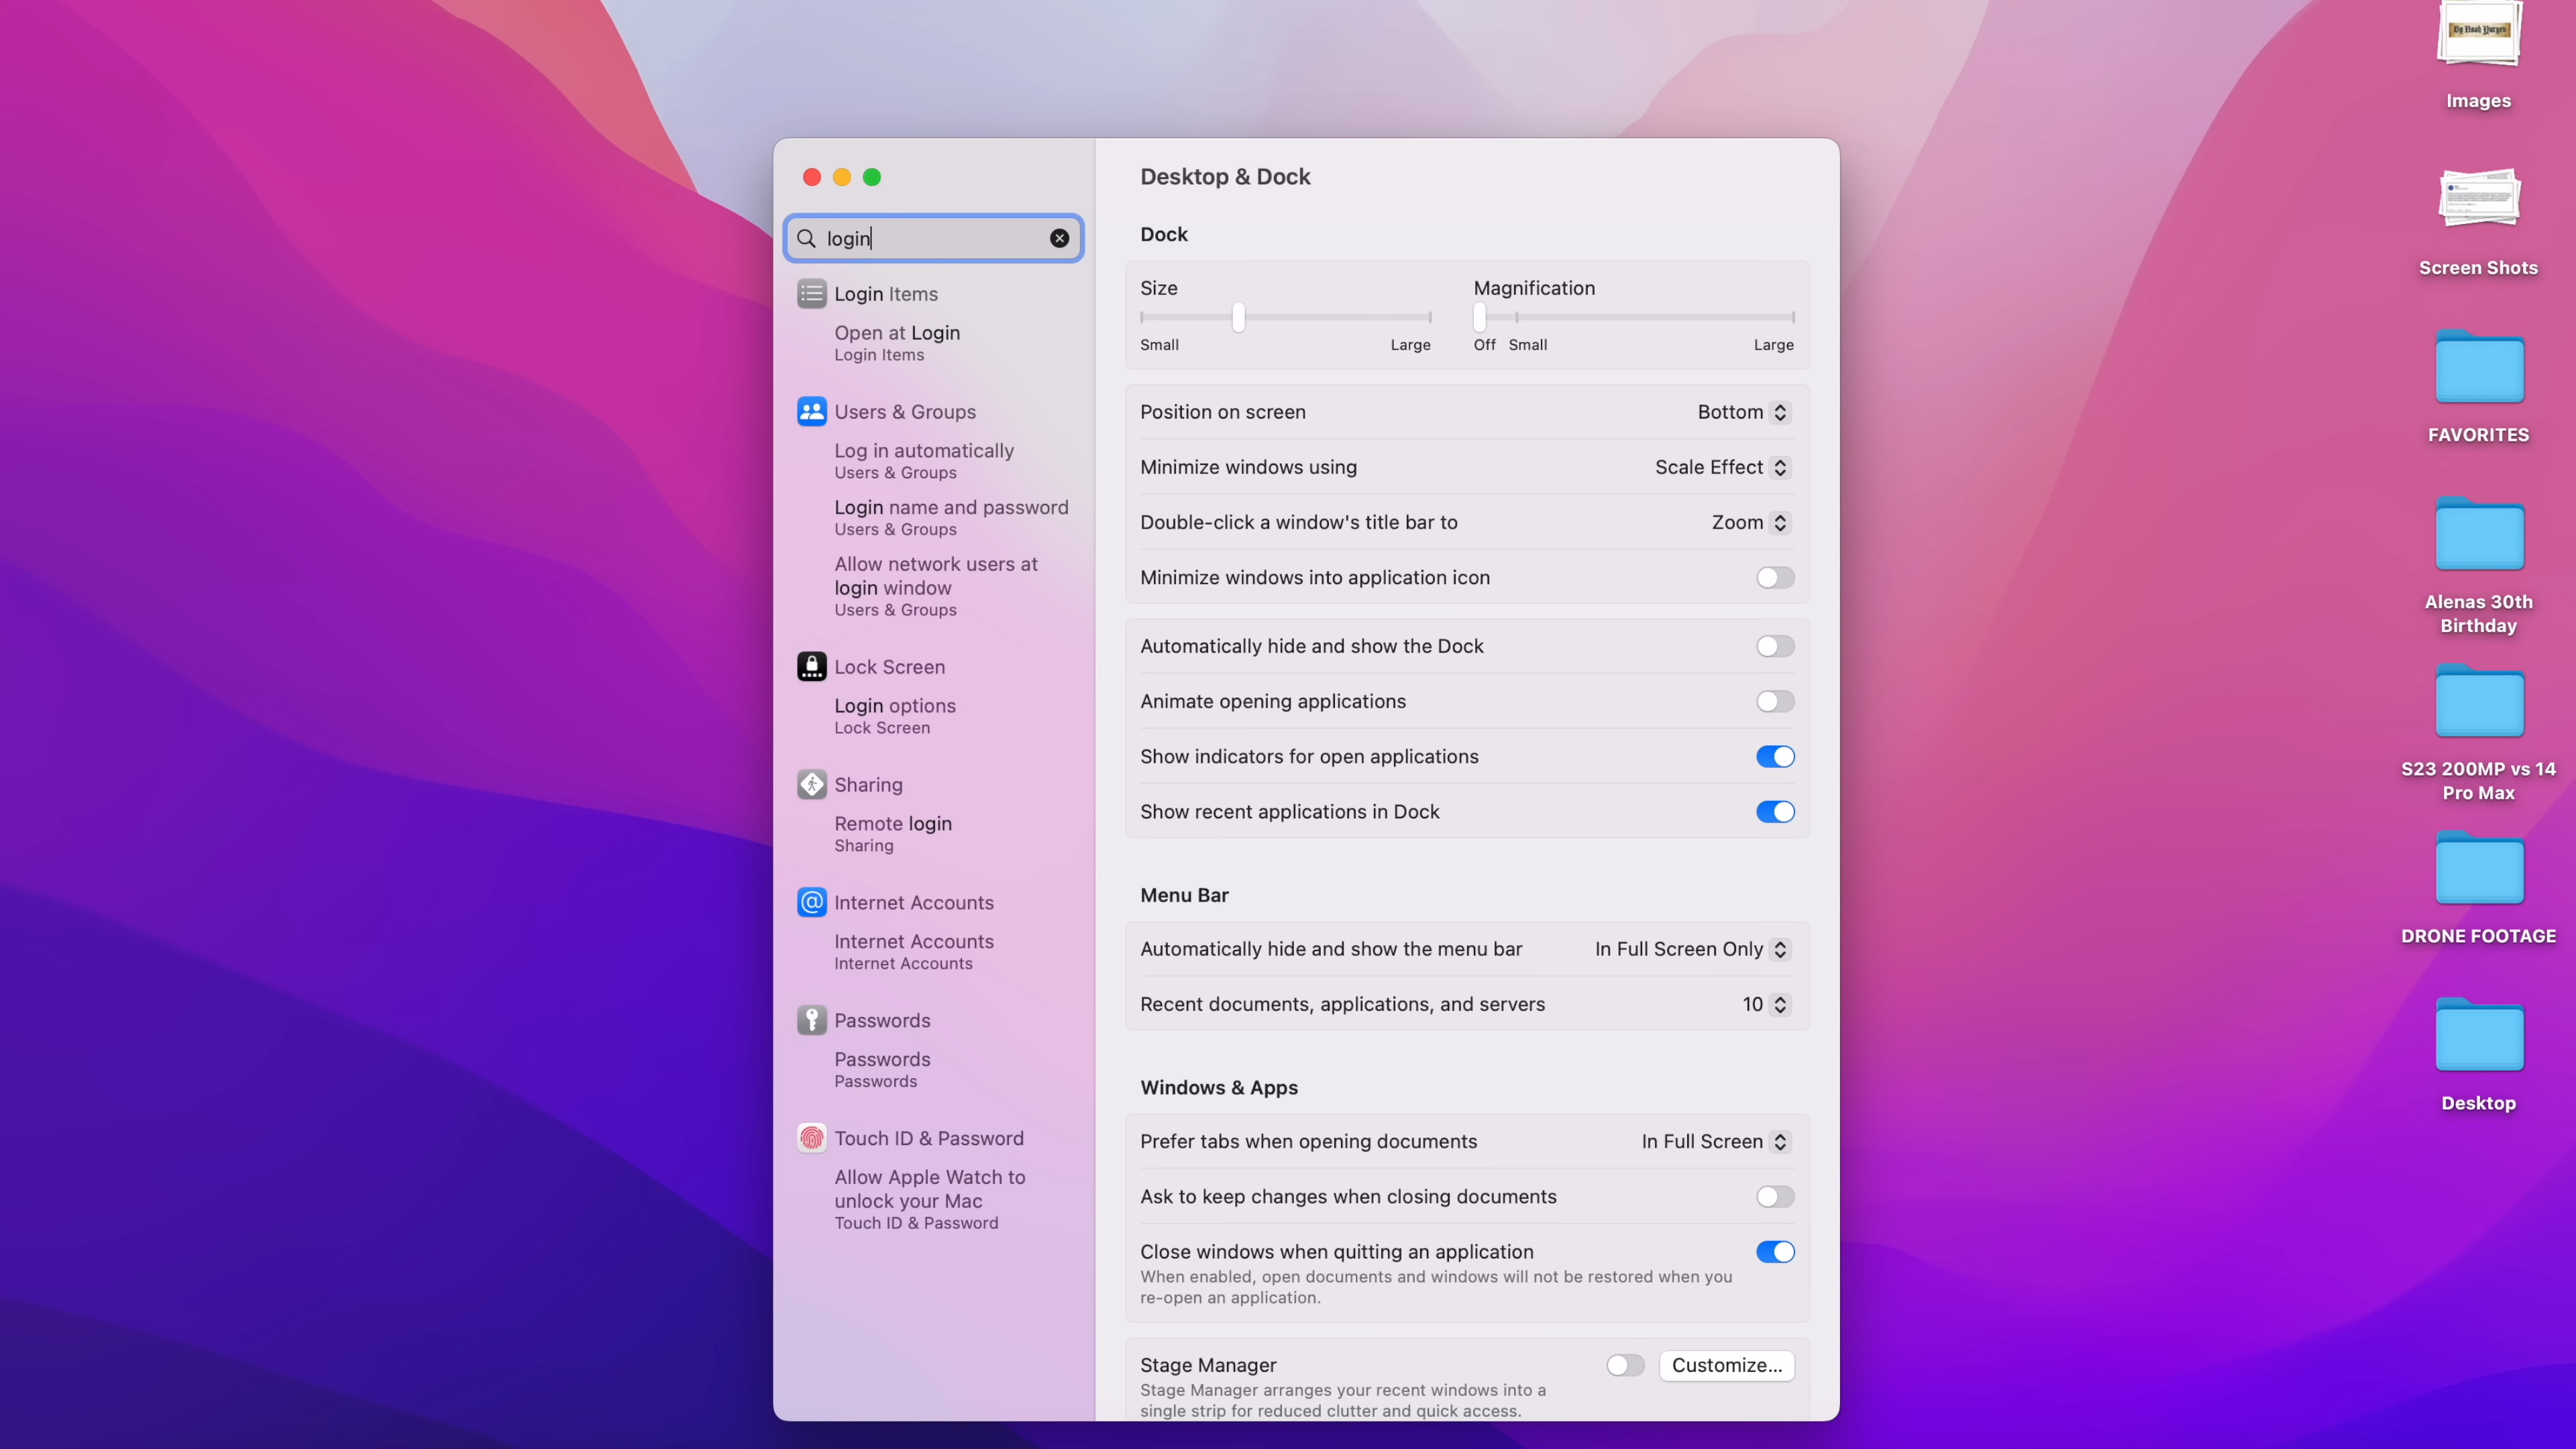 login
Login Items
Open at Login
Login Items
Users & Groups
Log in automatically
Users & Groups
Login name and password
Users & Groups
Allow network users at
login window
Users & Groups
Lock Screen
Login options
Lock Screen
Sharing
Remote login
Sharing
Internet Accounts
Internet Accounts
Internet Accounts
Passwords
Passwords
Passwords
Touch ID & Password
Allow Apple Watch to
unlock your Mac
Touch ID & Password
Desktop & Dock
Dock
Size Magnification
Small Large Off Small Large
Position on screen Bottom
Minimize windows using Scale Effect
Double-click a window's title bar to Zoom
Minimize windows into application icon
Automatically hide and show the Dock
Animate opening applications
Show indicators for open applications
Show recent applications in Dock
Menu Bar
Automatically hide and show the menu bar In Full Screen Only
Recent documents, applications, and servers 10
Windows & Apps
Prefer tabs when opening documents In Full Screen
Ask to keep changes when closing documents
Close windows when quitting an application
When enabled, open documents and windows will not be restored when you
re-open an application.
Stage Manager Customize...
Stage Manager arranges your recent windows into a
single strip for reduced clutter and quick access.
Images
Screen Shots
FAVORITES
Alenas 30th
Birthday
S23 200MP vs 14
Pro Max
DRONE FOOTAGE
Desktop